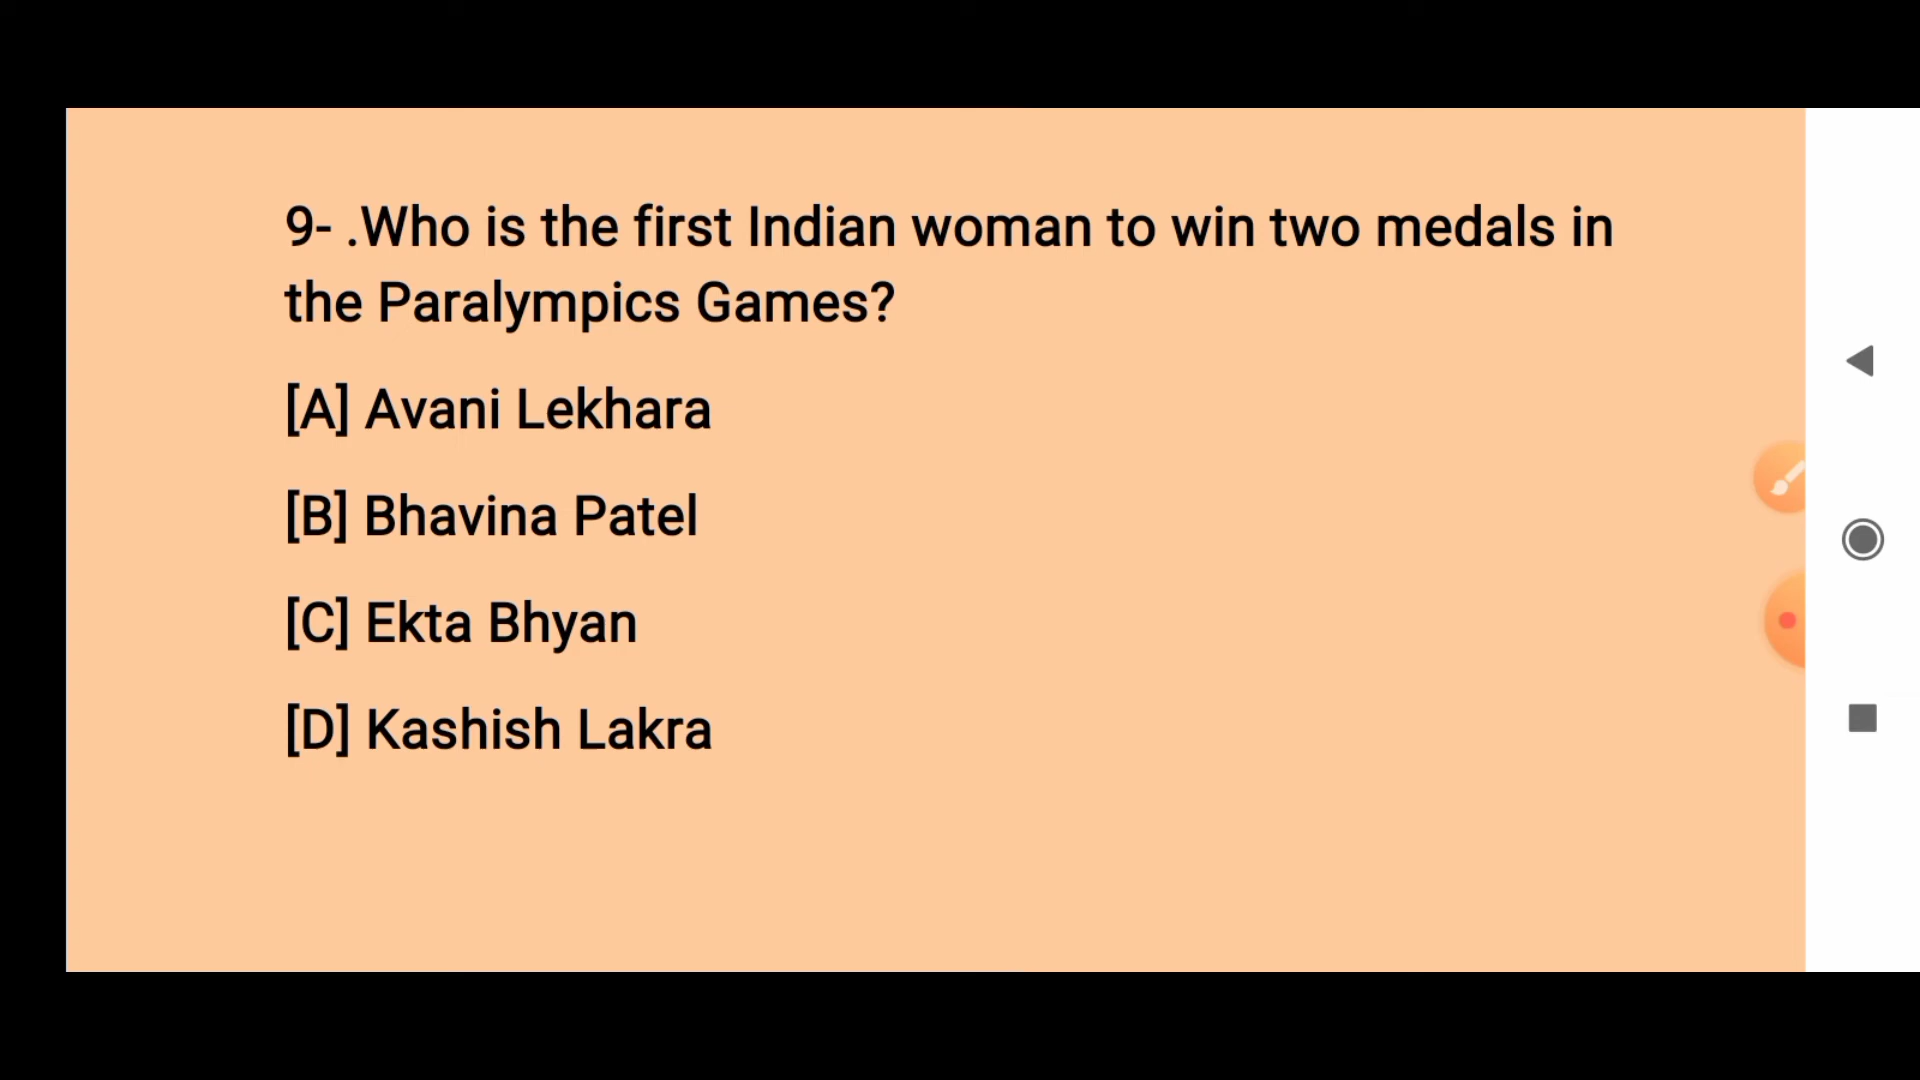 9- .Who is the first Indian woman to win two medals in
the Paralympics Games?
[A] Avani Lekhara
[B] Bhavina Patel
[C] Ekta Bhyan
[D] Kashish Lakra